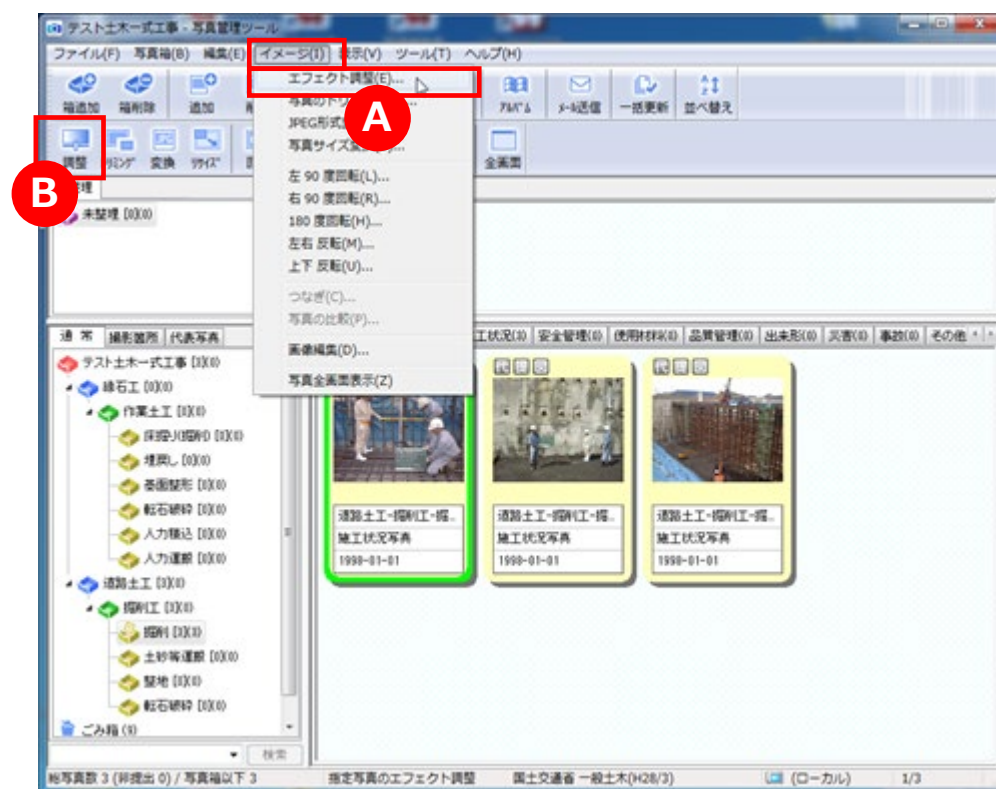 テスト土木一式工事 - 写真管理ツール
ファイル(F) 写真箱(B) 編集(E) イメージ(I) 表示(V) ツール(T) ヘルプ(H)
箱追加 箱削除 追加 ｱﾙﾊﾞﾑ ﾒｰﾙ送信 一括更新 並べ替え
調整 変換 ﾘｻｲｽﾞ 全画面
エフェクト調整(E)...
写真のトリ
JPEG形式
写真サイズ変
左 90 度回転(L)...
右 90 度回転(R)...
180 度回転(H)...
左右 反転(M)...
上下 反転(U)...
つなぎ(C)...
写真の比較(P)...
画像編集(D)...
写真全画面表示(Z)
A
B
未整理 [0](0)
通 常 撮影箇所 代表写真
工状況(3) 安全管理(0) 使用材料(0) 品質管理(0) 出来形(0) 災害(0) 事故(0) その他
テスト土木一式工事 [3](0)
縁石工 [0](0)
作業土工 [0](0)
床掘り(掘削) [0](0)
埋戻し [0](0)
基面整形 [0](0)
転石破砕 [0](0)
人力積込 [0](0)
人力運搬 [0](0)
道路土工 [3](0)
掘削工 [3](0)
掘削 [3](3)
土砂等運搬 [0](0)
整地 [0](0)
転石破砕 [0](0)
ごみ箱 (9)
検索
道路土工-掘削工-掘..
施工状況写真
1998-01-01
道路土工-掘削工-掘..
施工状況写真
1998-01-01
道路土工-掘削工-掘..
施工状況写真
1998-01-01
総写真数 3 (非提出 0) / 写真箱以下 3 指定写真のエフェクト調整 国土交通省 一般土木(H28/3) (ローカル) 1/3